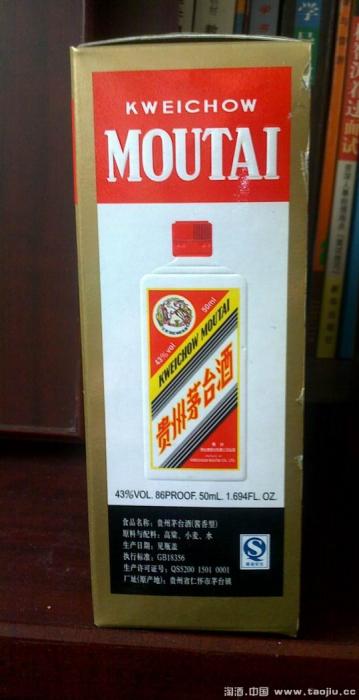 KWEICHOW
MOUTAI
43%VOL
50ml
KWEICHOW MOUTAI
贵州茅台酒
43%VOL. 86PROOF. 50mL. 1.694FL. OZ.
食品名称: 贵州茅台酒(酱香型)
原料与配料: 高粱、小麦、水
生产日期: 见瓶盖
执行标准: GB18356
生产许可证号: QS5200 1501 0001
厂址(原产地): 贵州省仁怀市茅台镇
淘酒.中国 www.taojiu.cc